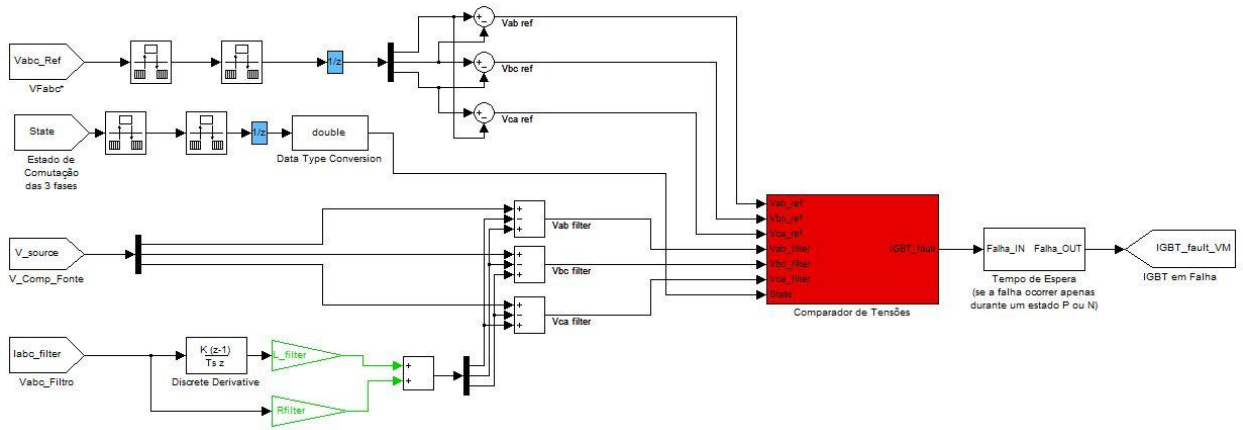 Vab ref
Vabc_Ref
VFabc*
1/z
Vbc ref
Vca ref
State
1/z
double
Estado de
Comutação
das 3 fases
Data Type Conversion
Vab filter
V_source
V_Comp_Fonte
Vbc filter
Vca filter
Vab_ref
Vbc_ref
Vca_ref
Vab_filter
Vbc_filter
Vca_filter
State
IGBT_fault
Comparador de Tensões
Falha_IN Falha_OUT
Tempo de Espera
(se a falha ocorrer apenas
durante um estado P ou N)
IGBT_fault_VM
IGBT em Falha
Iabc_filter
Vabc_Filtro
K (z-1)
Ts z
Discrete Derivative
L_filter
Rfilter